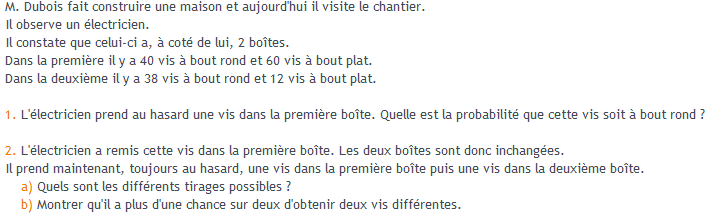 M. Dubois fait construire une maison et aujourd'hui il visite le chantier.
Il observe un électricien.
Il constate que celui-ci a, à coté de lui, 2 boîtes.
Dans la première il y a 40 vis à bout rond et 60 vis à bout plat.
Dans la deuxième il y a 38 vis à bout rond et 12 vis à bout plat.
1. L'électricien prend au hasard une vis dans la première boîte. Quelle est la probabilité que cette vis soit à bout rond ?
2. L'électricien a remis cette vis dans la première boîte. Les deux boîtes sont donc inchangées.
Il prend maintenant, toujours au hasard, une vis dans la première boîte puis une vis dans la deuxième boîte.
a) Quels sont les différents tirages possibles ?
b) Montrer qu'il a plus d'une chance sur deux d'obtenir deux vis différentes.